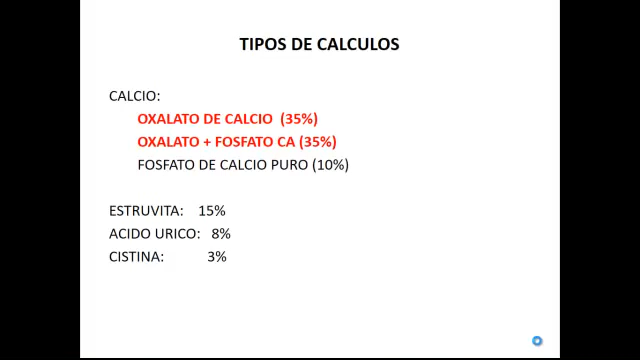 TIPOS DE CALCULOS
CALCIO:
OXALATO DE CALCIO (35%)
OXALATO + FOSFATO CA (35%)
FOSFATO DE CALCIO PURO (10%)
ESTRUVITA: 15%
ACIDO URICO: 8%
CISTINA: 3%